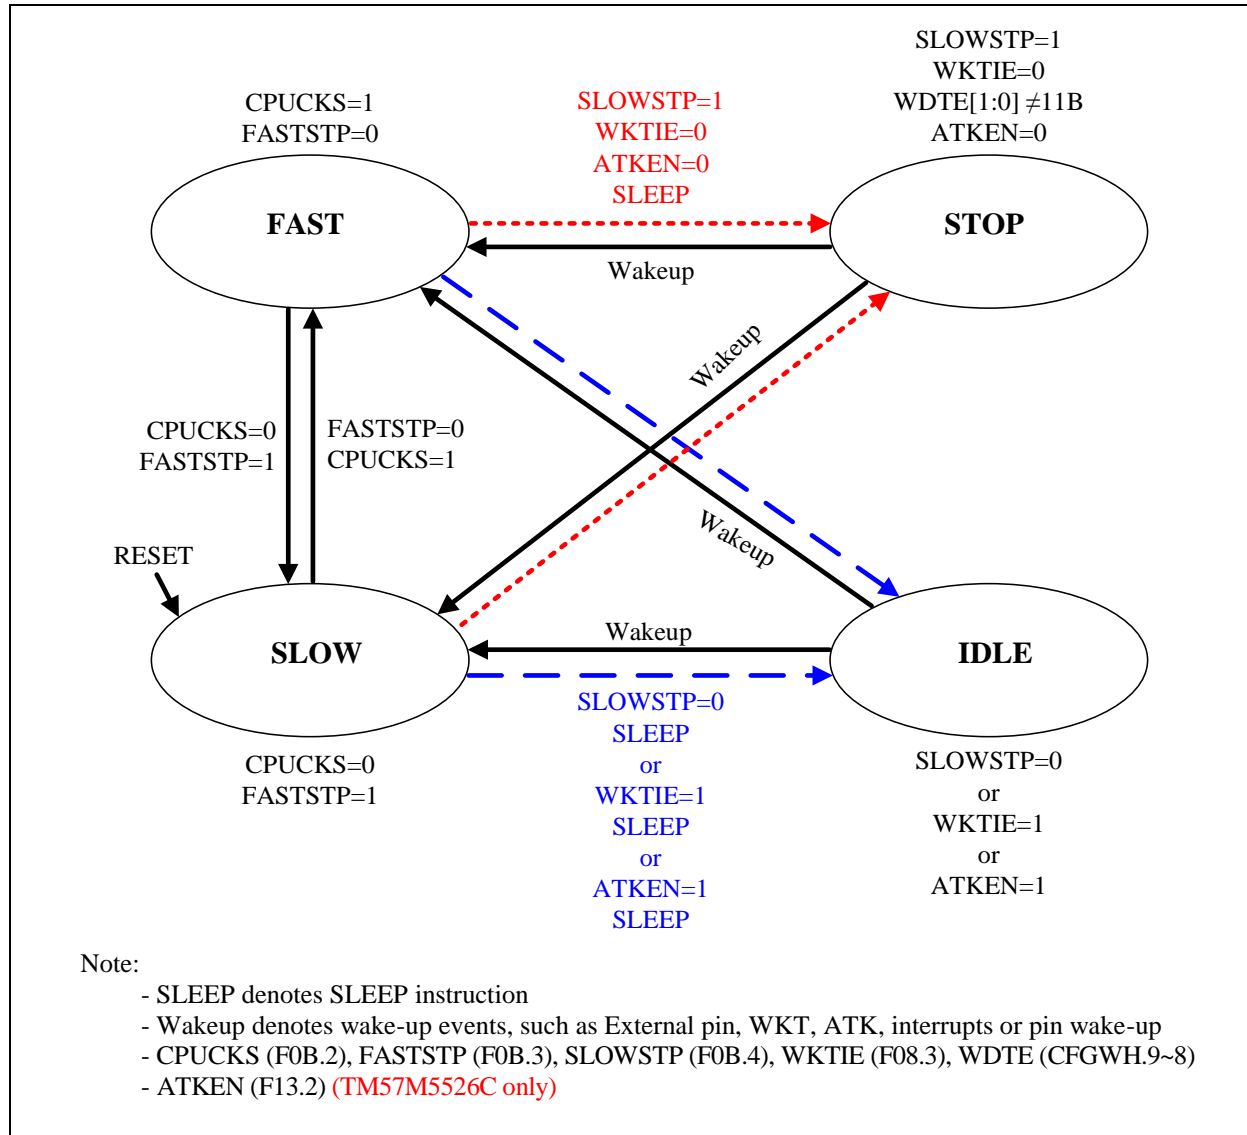 SLOWSTP=1
WKTIE=0
WDTE[1:0] ≠11B
ATKEN=0
CPUCKS=1
FASTSTP=0
SLOWSTP=1
WKTIE=0
ATKEN=0
SLEEP
FAST
STOP
Wakeup
Wakeup
CPUCKS=0
FASTSTP=1
FASTSTP=0
CPUCKS=1
Wakeup
RESET
Wakeup
SLOW
IDLE
SLOWSTP=0
SLEEP
or
WKTIE=1
SLEEP
or
ATKEN=1
SLEEP
CPUCKS=0
FASTSTP=1
SLOWSTP=0
or
WKTIE=1
or
ATKEN=1
Note:
- SLEEP denotes SLEEP instruction
- Wakeup denotes wake-up events, such as External pin, WKT, ATK, interrupts or pin wake-up
- CPUCKS (F0B.2), FASTSTP (F0B.3), SLOWSTP (F0B.4), WKTIE (F08.3), WDTE (CFGWH.9~8)
- ATKEN (F13.2) (TM57M5526C only)